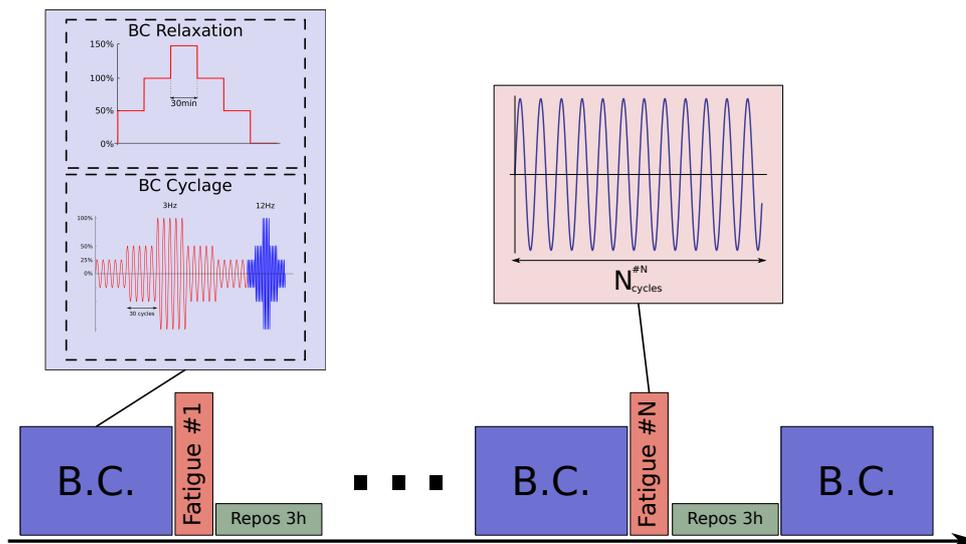 BC Relaxation
150%
100%
50%
0%
30min
BC Cyclage
3Hz
12Hz
100%
50%
25%
0%
30 cycles
N#N cycles
B.C.
Fatigue #1
Repos 3h
B.C.
Fatigue #N
Repos 3h
B.C.